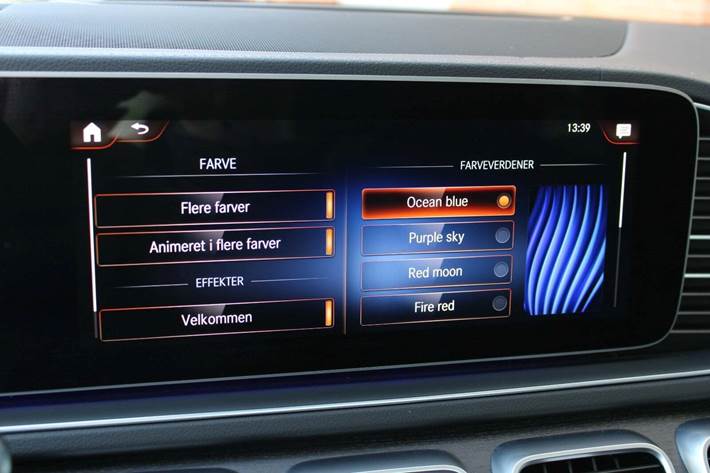 13:39
FARVE
Flere farver
Animeret i flere farver
EFFEKTER
Velkommen
FARVEVERDENER
Ocean blue
Purple sky
Red moon
Fire red